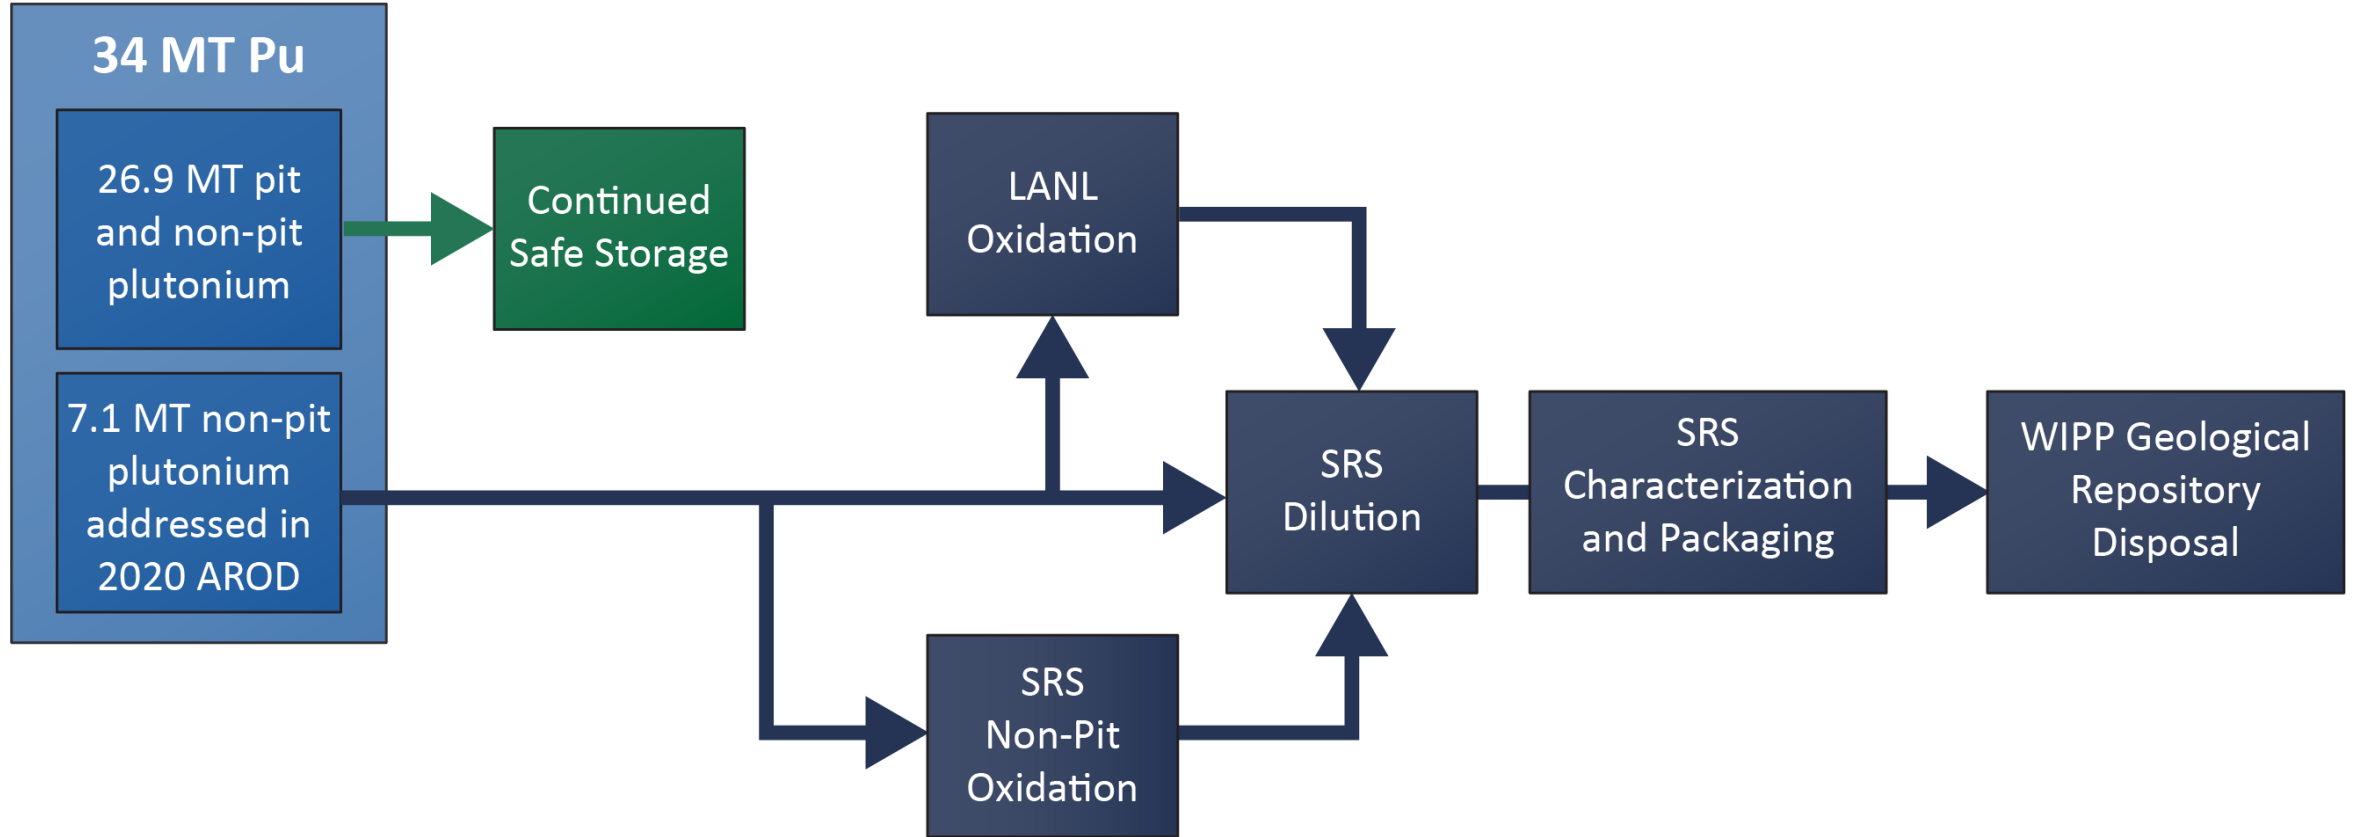 34 MT Pu
26.9 MT pit
and non-pit
plutonium
7.1 MT non-pit
plutonium
addressed in
2020 AROD
Continued
Safe Storage
LANL
Oxidation
SRS
Non-Pit
Oxidation
SRS
Dilution
SRS
Characterization
and Packaging
WIPP Geological
Repository
Disposal